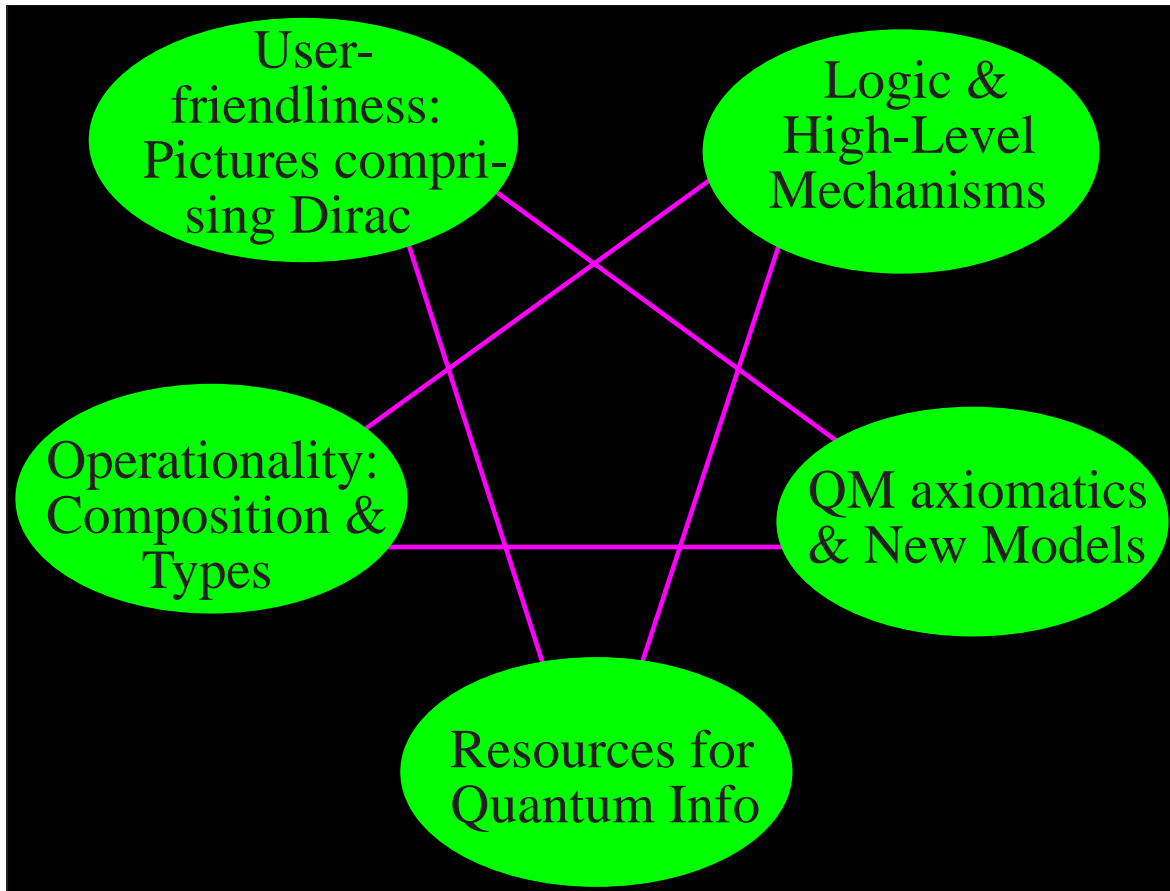 User-
friendliness:
Pictures compri-
sing Dirac
Logic &
High-Level
Mechanisms
Operationality:
Composition &
Types
QM axiomatics
& New Models
Resources for
Quantum Info